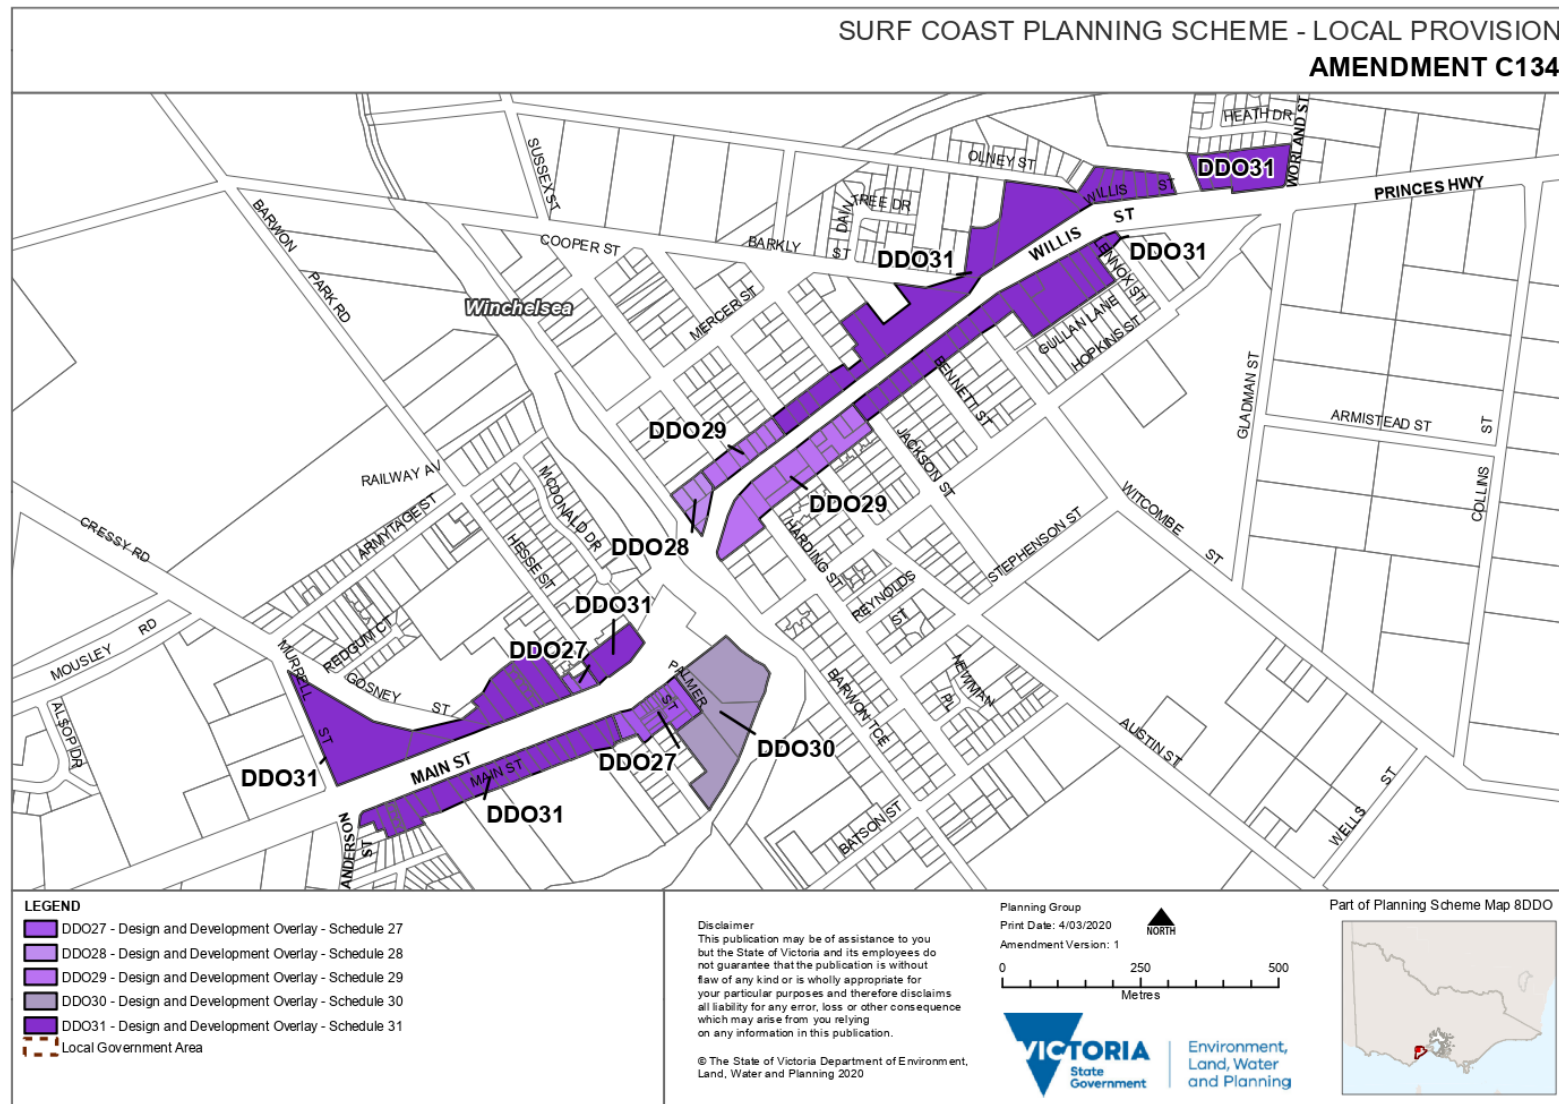 SURF COAST PLANNING SCHEME - LOCAL PROVISION
AMENDMENT C134
HEATH DR
WORLAND ST
OLNEY ST
DDO31
PRINCES HWY
SUSSEX ST
WILLIS ST
TREE DR
DAIN
BARWON
PARK RD
COOPER ST
BARKLY
ST
WILLIS
ST
DDO31
DDO31
LENNOX ST
Winchelsea
MERCER ST
GULLAN LANE
HOPKINS ST
BENNETT ST
GLADMAN ST
ARMISTEAD ST
DDO29
JACKSON ST
COLLINS
ST
RAILWAY AV
MCDONALD DR
DDO29
WITCOMBE
ST
CRESSY RD
ARMYTAGE ST
HESSE ST
DDO28
HARDING ST
STEPHENSON ST
REYNOLDS
ST
DDO31
MOUSLEY RD
REDGUM CT
DDO27
MURRELL
ST
GOSNEY
ST
PALMER
ST
NEWMAN
PL
BARWON TCE
ALSOP DR
AUSTIN ST
DDO31
MAIN ST
MAIN ST
DDO27
DDO30
DDO31
ANDERSON
ST
BATSON ST
WELLS ST
LEGEND
DDO27 - Design and Development Overlay - Schedule 27
DDO28 - Design and Development Overlay - Schedule 28
DDO29 - Design and Development Overlay - Schedule 29
DDO30 - Design and Development Overlay - Schedule 30
DDO31 - Design and Development Overlay - Schedule 31
Local Government Area
Disclaimer
This publication may be of assistance to you
but the State of Victoria and its employees do
not guarantee that the publication is without
flaw of any kind or is wholly appropriate for
your particular purposes and therefore disclaims
all liability for any error, loss or other consequence
which may arise from you relying
on any information in this publication.
© The State of Victoria Department of Environment,
Land, Water and Planning 2020
Planning Group
Print Date: 4/03/2020
Amendment Version: 1
NORTH
0 250 500
Metres
VICTORIA
State
Government
Environment,
Land, Water
and Planning
Part of Planning Scheme Map 8DDO